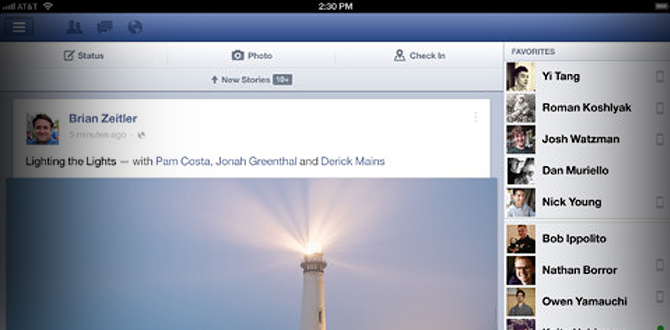 AT&T
2:30 PM
Status
Photo
Check In
New Stories 10+
Brian Zeitler
5 minutes ago ·
Lighting the Lights — with Pam Costa, Jonah Greenthal and Derick Mains
FAVORITES
Yi Tang
Roman Koshlyak
Josh Watzman
Dan Muriello
Nick Young
Bob Ippolito
Nathan Borror
Owen Yamauchi